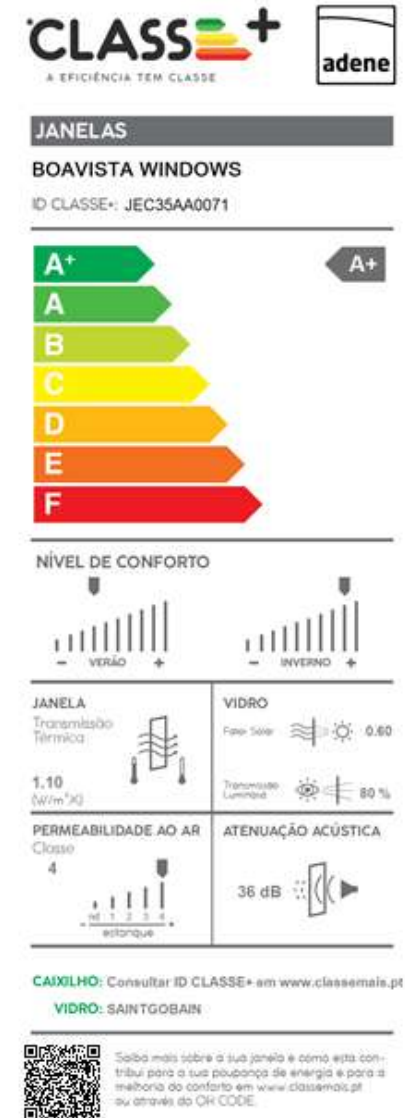 CLASSE+
A EFICIÊNCIA TEM CLASSE
adene
JANELAS
BOAVISTA WINDOWS
ID CLASSE+: JEC35AA0071
A+
A+
A
B
C
D
E
F
NÍVEL DE CONFORTO
- VERÃO +
- INVERNO +
JANELA
Transmissão
Térmica
1.10
(W/m²K)
VIDRO
Fator Solar
0.60
Transmissão
Luminosa
80 %
PERMEABILIDADE AO AR
Classe
4
nd 1 2 3 4
- estanque +
ATENUAÇÃO ACÚSTICA
36 dB
CAIXILHO: Consultar ID CLASSE+ em www.classemais.pt
VIDRO: SAINTGOBAIN
Saiba mais sobre a sua janela e como esta con-
tribui para a sua poupança de energia e para a
melhoria do conforto em www.classemais.pt
ou através do QR CODE.